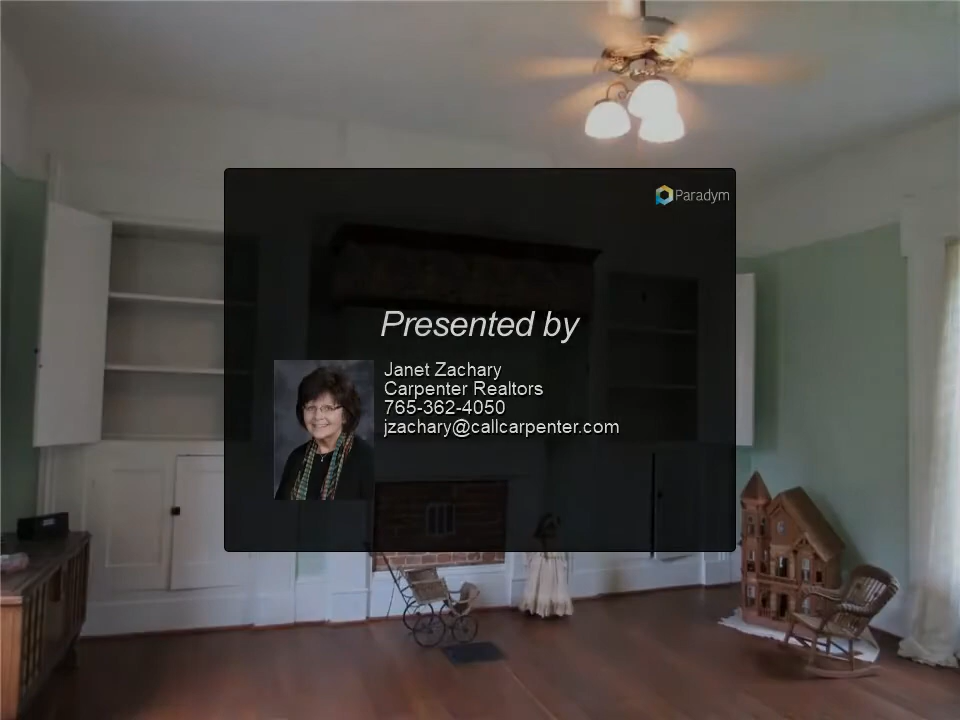 Paradym
Presented by
Janet Zachary
Carpenter Realtors
765-362-4050
jzachary@callcarpenter.com